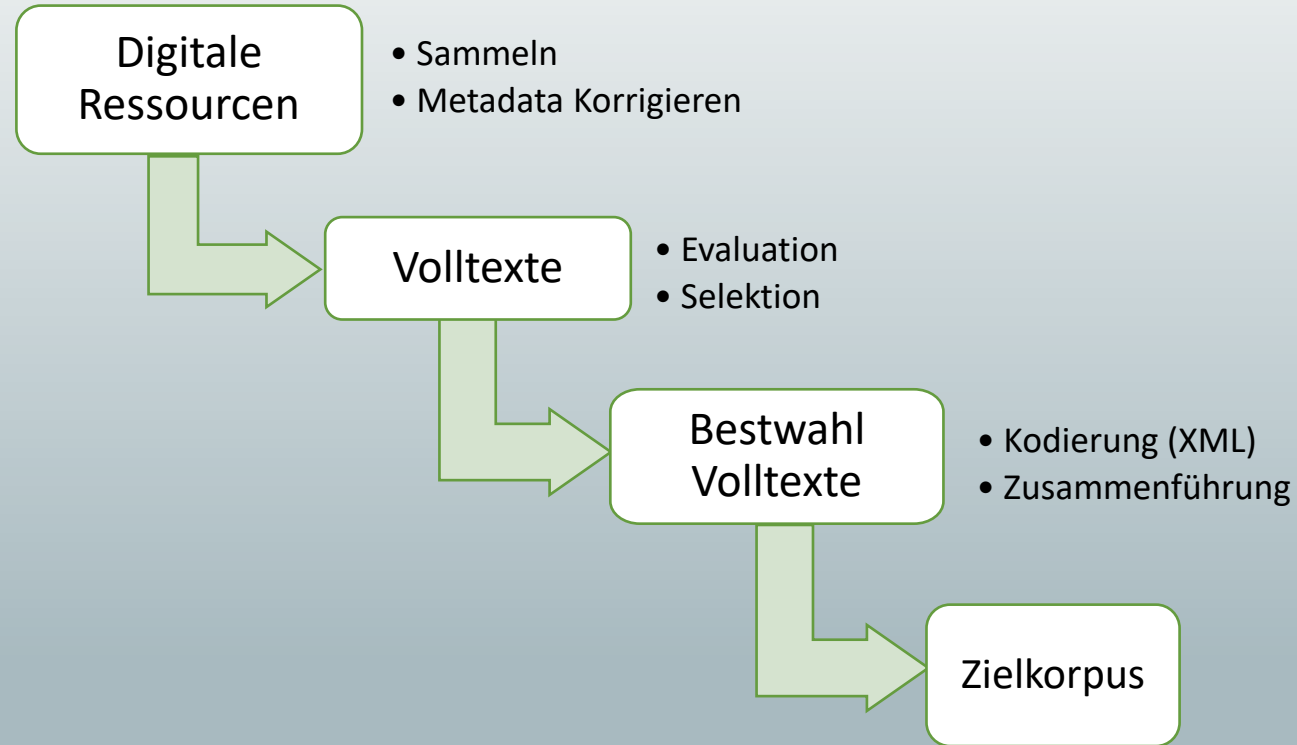 Digitale
Ressourcen
• Sammeln
• Metadata Korrigieren
Volltexte
• Evaluation
• Selektion
Bestwahl
Volltexte
• Kodierung (XML)
• Zusammenführung
Zielkorpus